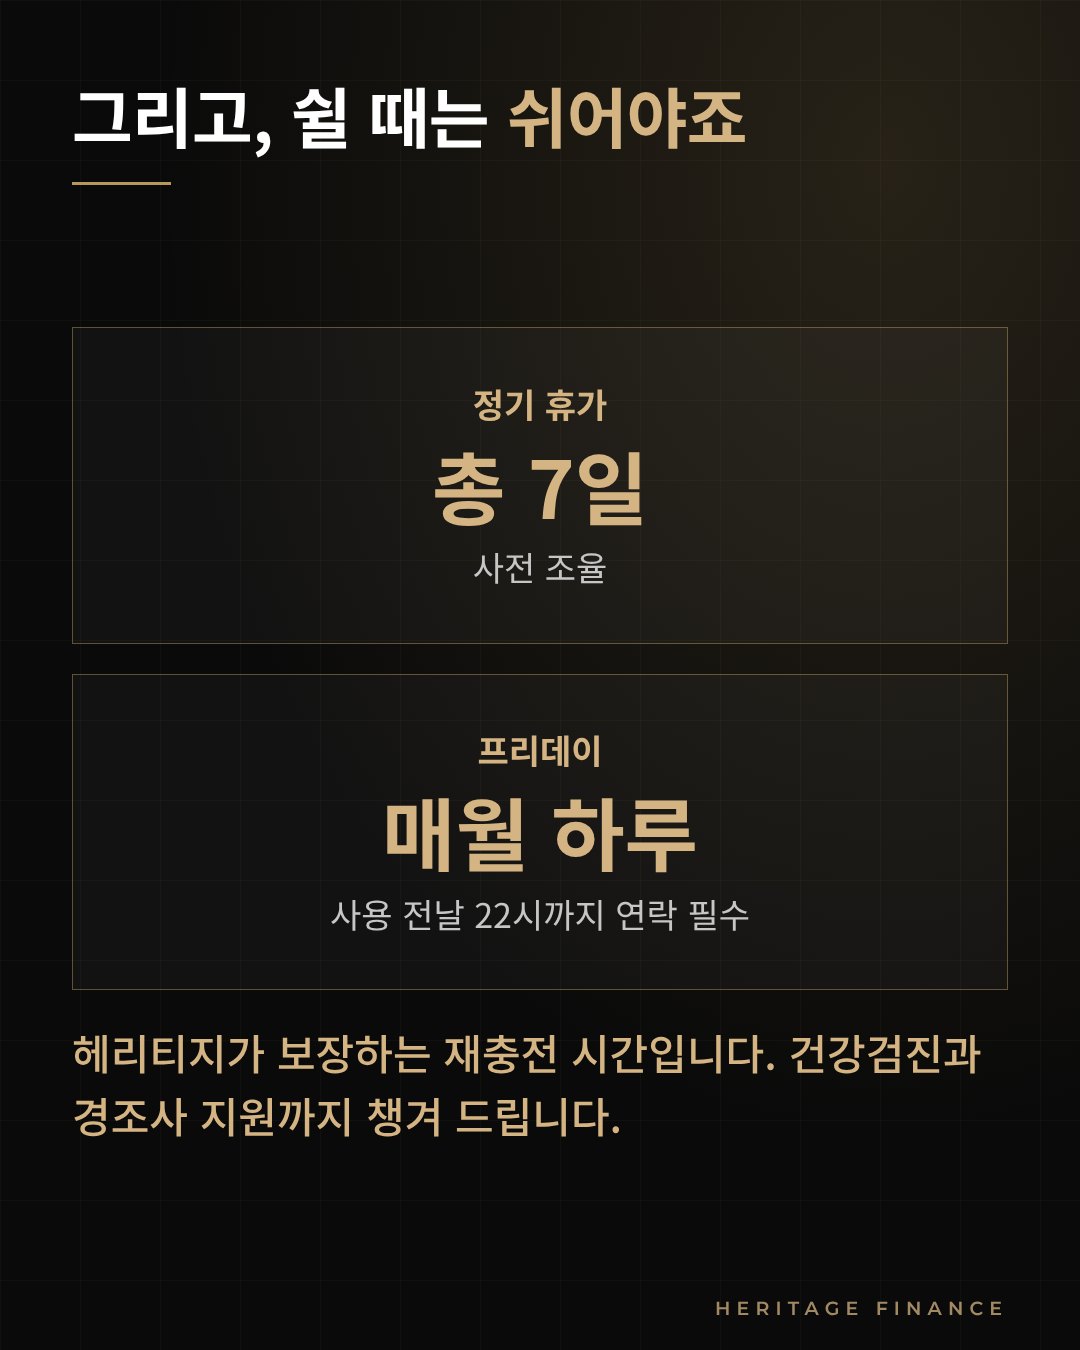 그리고, 쉴 때는 쉬어야죠
정기 휴가
총 7일
사전 조율
프리데이
매월 하루
사용 전날 22시까지 연락 필수
헤리티지가 보장하는 재충전 시간입니다. 건강검진과
경조사 지원까지 챙겨 드립니다.
HERITAGE FINANCE